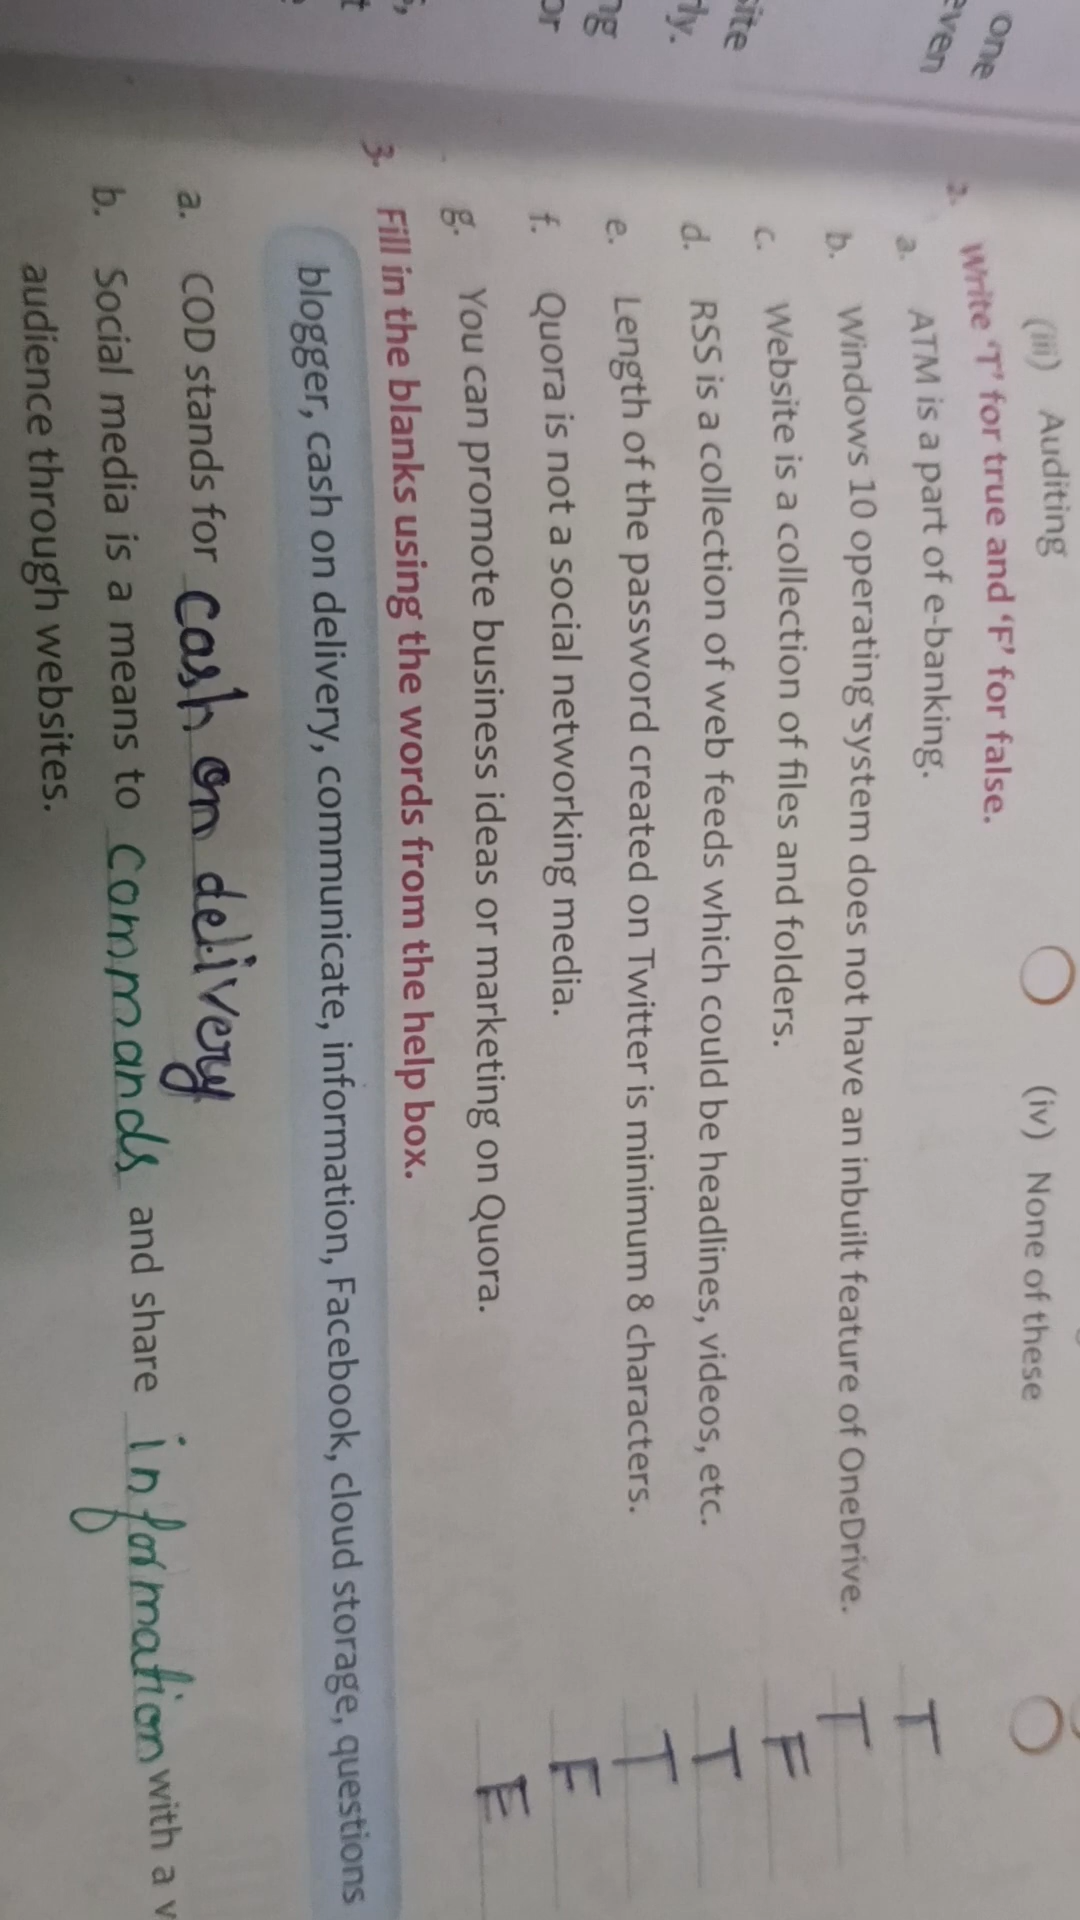 one
even
site
rly.
ng
or
(iii) Auditing (iv) None of these
2. Write 'T' for true and 'F' for false.
a. ATM is a part of e-banking. T
b. Windows 10 operating system does not have an inbuilt feature of OneDrive. T
c. Website is a collection of files and folders. F
d. RSS is a collection of web feeds which could be headlines, videos, etc. T
e. Length of the password created on Twitter is minimum 8 characters. T
f. Quora is not a social networking media. F
g. You can promote business ideas or marketing on Quora. F
3. Fill in the blanks using the words from the help box.
blogger, cash on delivery, communicate, information, Facebook, cloud storage, questions
a. COD stands for cash on delivery
b. Social media is a means to commands and share information with a
audience through websites.